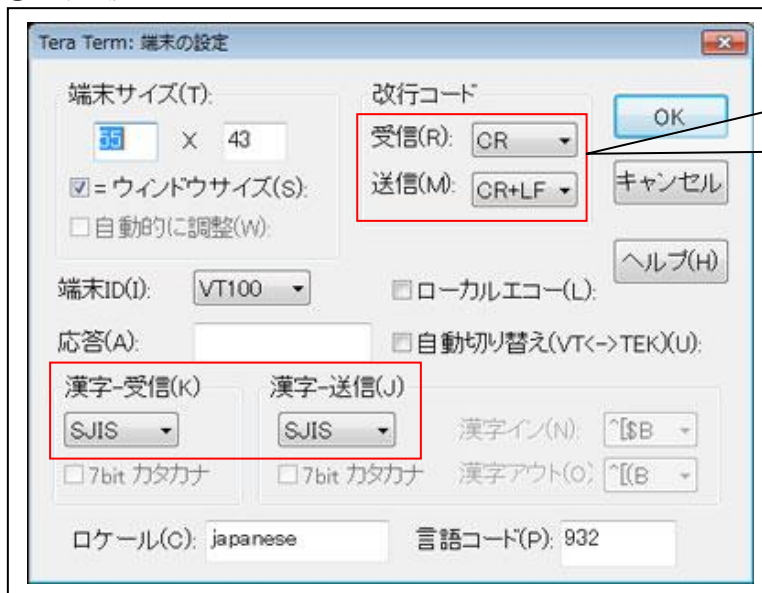 Tera Term: 端末の設定
端末サイズ(T):
55 X 43
=ウィンドウサイズ(S):
自動的に調整(W):
改行コード
受信(R): CR
送信(M): CR+LF
OK
キャンセル
ヘルプ(H)
端末ID(I): VT100
ローカルエコー(L):
応答(A):
自動切り替え(VT<->TEK)(U):
漢字-受信(K)
SJIS
7bit カタカナ
漢字-送信(J)
SJIS
7bit カタカナ
漢字イン(N): ^[$B
漢字アウト(O): ^[(B
ロケール(C): japanese
言語コード(P): 932